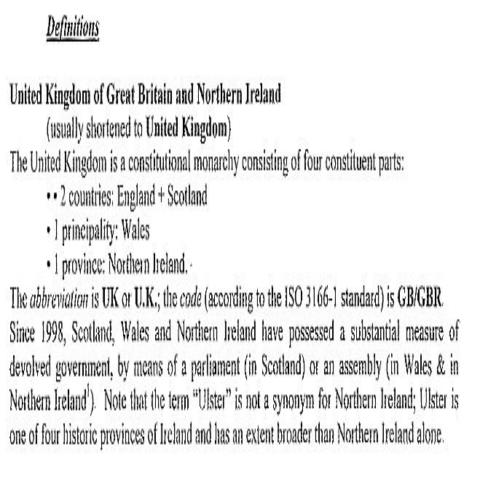 Definitions
United Kingdom of Great Britain and Northern Ireland
(usually shortened to United Kingdom)
The United Kingdom is a constitutional monarchy consisting of four constituent parts:
• • 2 countries: England + Scotland
• 1 principality: Wales
• 1 province: Northern Ireland.
The abbreviation is UK or U.K.; the code (according to the ISO 3166-1 standard) is GB/GBR.
Since 1998, Scotland, Wales and Northern Ireland have possessed a substantial measure of
devolved government, by means of a parliament (in Scotland) or an assembly (in Wales & in
Northern Ireland¹). Note that the term "Ulster" is not a synonym for Northern Ireland; Ulster is
one of four historic provinces of Ireland and has an extent broader than Northern Ireland alone.